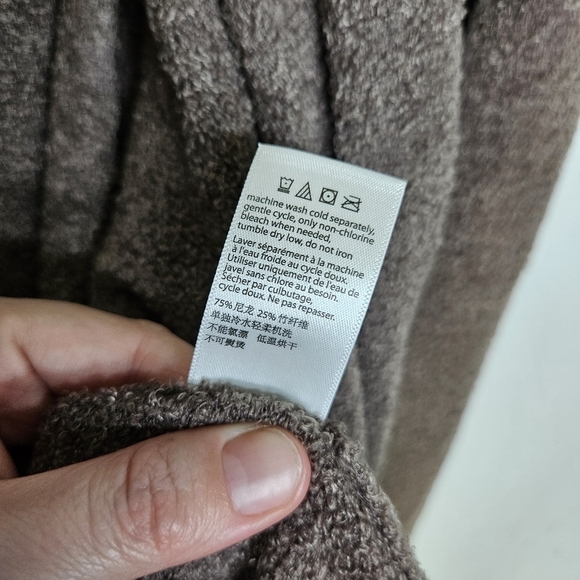 machine wash cold separately,
gentle cycle, only non-chlorine
bleach when needed,
tumble dry low, do not iron
Laver séparément à la machine
à l'eau froide au cycle doux.
Utiliser uniquement de l'eau de
javel sans chlore au besoin.
Sécher par culbutage,
cycle doux. Ne pas repasser.
75%尼龙 25%竹纤维
单独冷水轻柔机洗
不能氯漂 低温烘干
不可熨烫